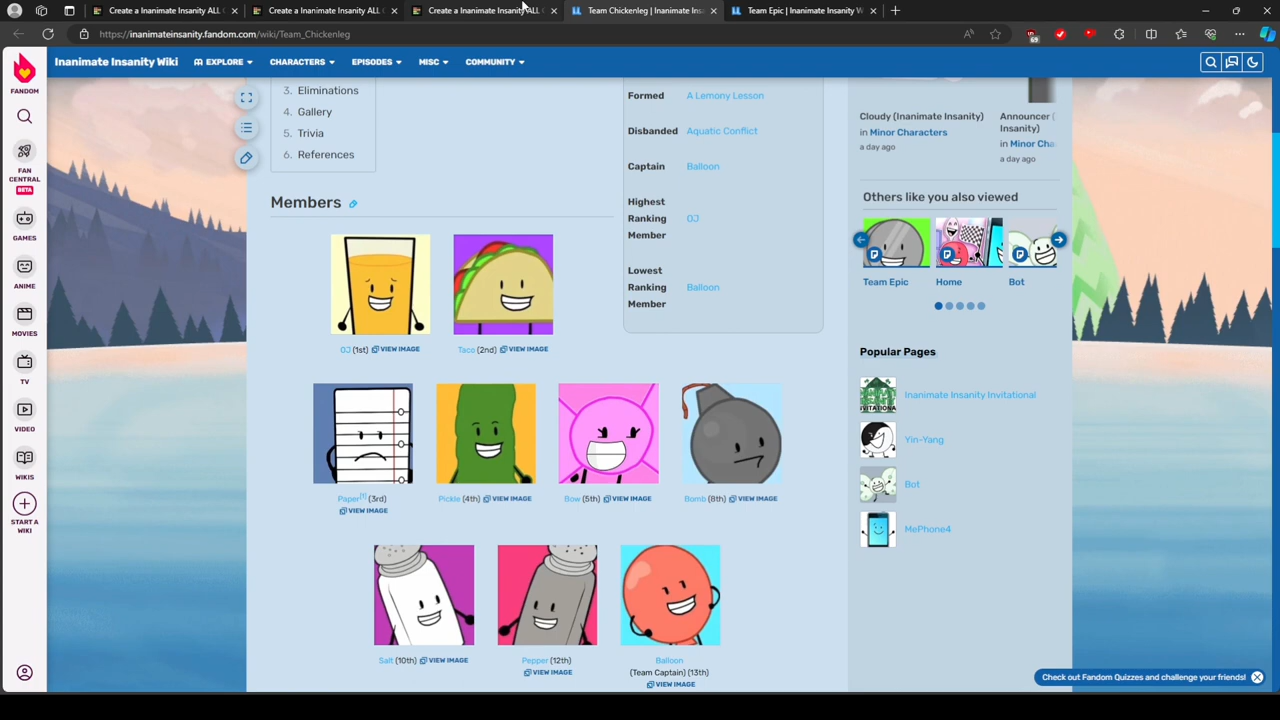 Create a Inanimate Insanity ALL
Create a Inanimate Insanity ALL
Create a Inanimate Insanity ALL
Team Chickenleg | Inanimate Ins
Team Epic | Inanimate Insanity W
https://inanimateinsanity.fandom.com/wiki/Team_Chickenleg
69
FANDOM
FAN
CENTRAL
BETA
GAMES
ANIME
MOVIES
TV
VIDEO
WIKIS
START A
WIKI
Inanimate Insanity Wiki
EXPLORE
CHARACTERS
EPISODES
MISC
COMMUNITY
3. Eliminations
4. Gallery
5. Trivia
6. References
Members
OJ (1st) VIEW IMAGE
Taco (2nd) VIEW IMAGE
Paper[1] (3rd)
VIEW IMAGE
Pickle (4th) VIEW IMAGE
Bow (5th) VIEW IMAGE
Bomb (8th) VIEW IMAGE
Salt (10th) VIEW IMAGE
Pepper (12th)
VIEW IMAGE
Balloon
(Team Captain) (13th)
VIEW IMAGE
Formed A Lemony Lesson
Disbanded Aquatic Conflict
Captain Balloon
Highest
Ranking OJ
Member
Lowest
Ranking Balloon
Member
Cloudy (Inanimate Insanity)
in Minor Characters
a day ago
Announcer (
Insanity)
in Minor Cha
a day ago
Others like you also viewed
Team Epic
Home
Bot
Popular Pages
Inanimate Insanity Invitational
Yin-Yang
Bot
MePhone4
Check out Fandom Quizzes and challenge your friends!